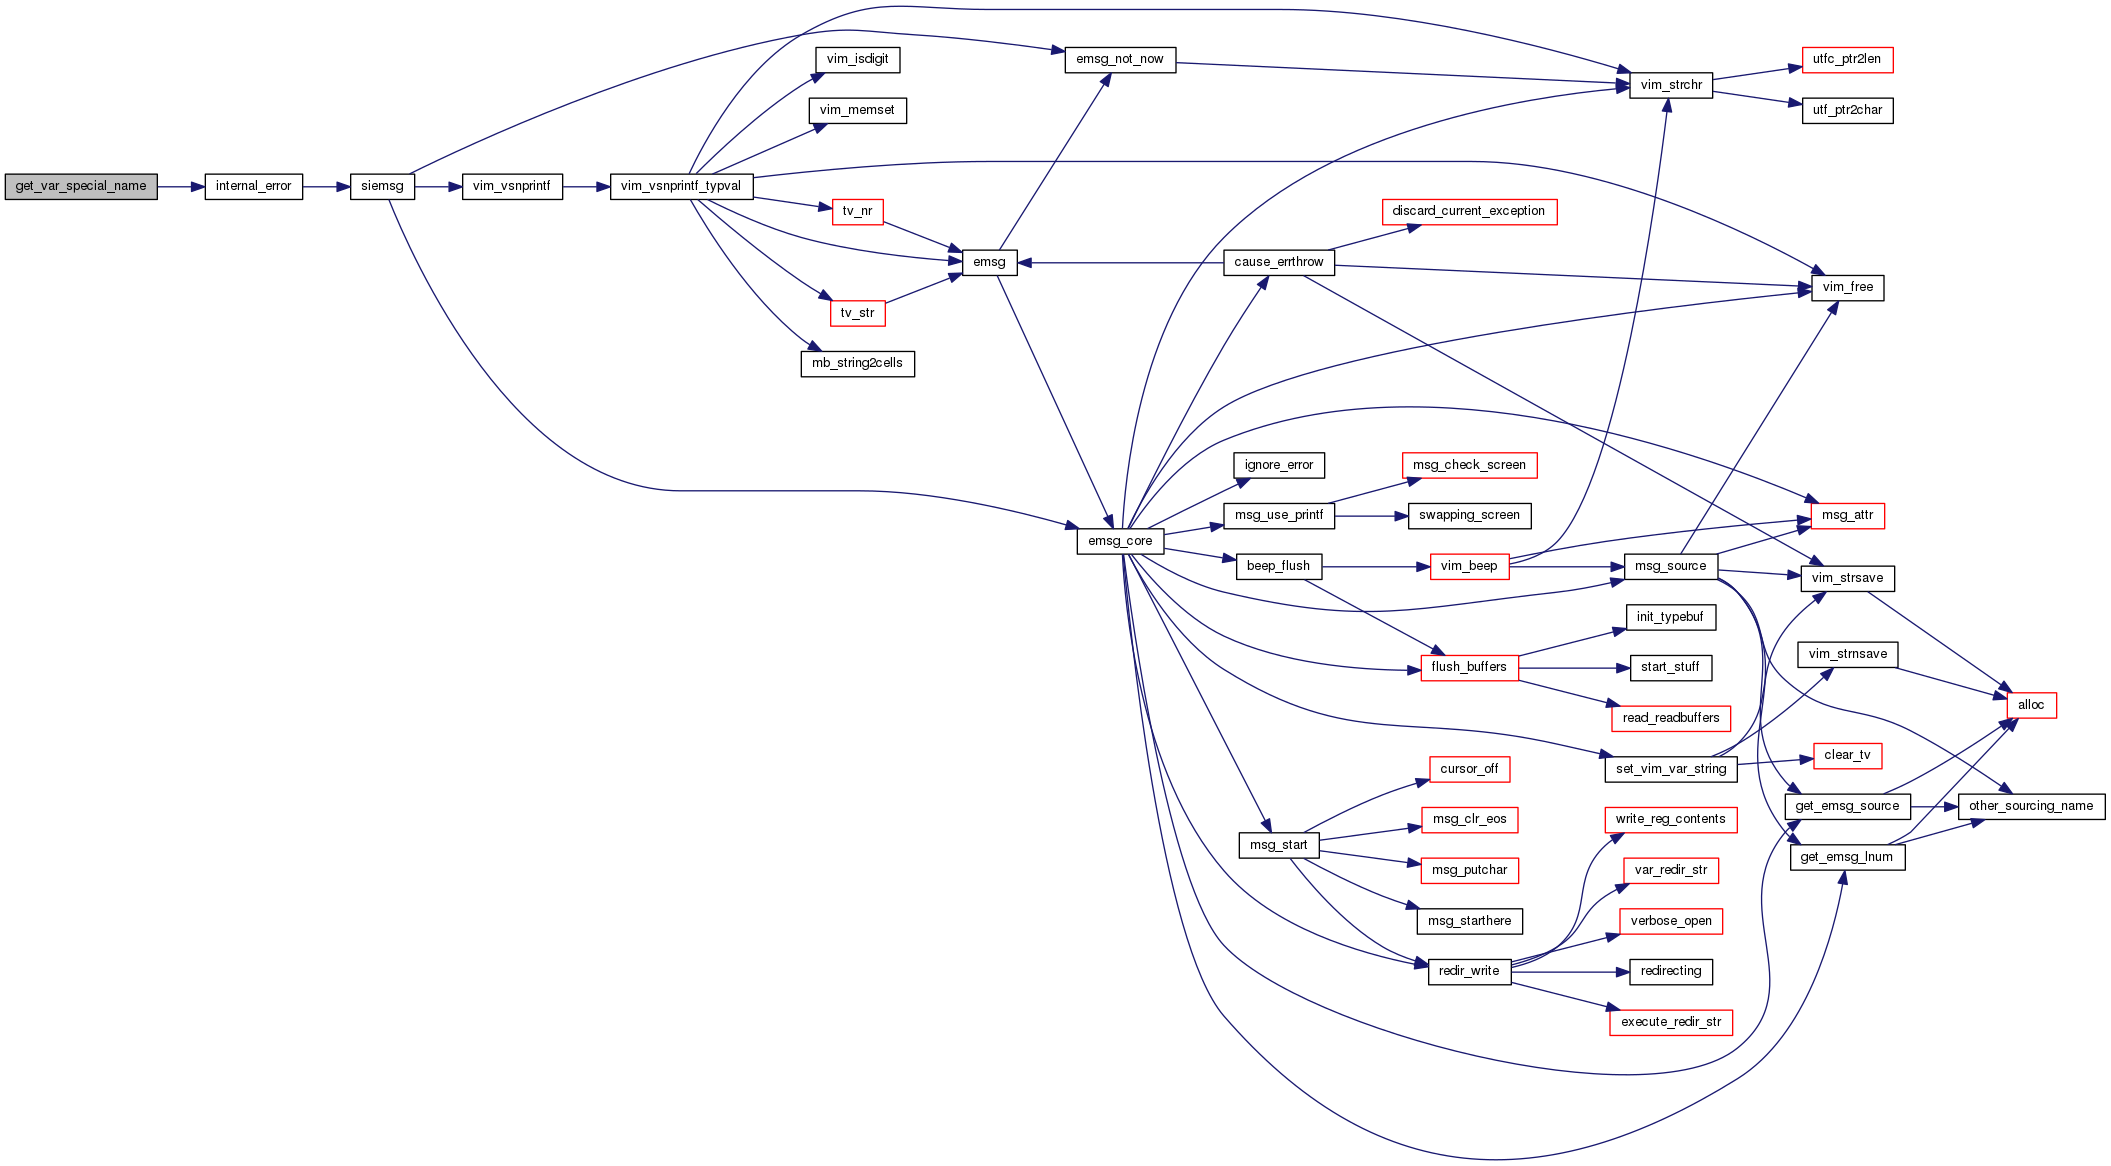 get_var_special_name
internal_error
siemsg
vim_vsnprintf
vim_vsnprintf_typval
vim_isdigit
vim_memset
tv_nr
tv_str
mb_string2cells
emsg
emsg_not_now
emsg_core
cause_errthrow
discard_current_exception
ignore_error
msg_use_printf
msg_check_screen
swapping_screen
beep_flush
vim_beep
flush_buffers
msg_source
init_typebuf
start_stuff
read_readbuffers
set_vim_var_string
msg_start
cursor_off
msg_clr_eos
msg_putchar
msg_starthere
redir_write
write_reg_contents
var_redir_str
verbose_open
redirecting
execute_redir_str
vim_strchr
utfc_ptr2len
utf_ptr2char
vim_free
msg_attr
vim_strsave
vim_strnsave
clear_tv
get_emsg_source
get_emsg_lnum
alloc
other_sourcing_name